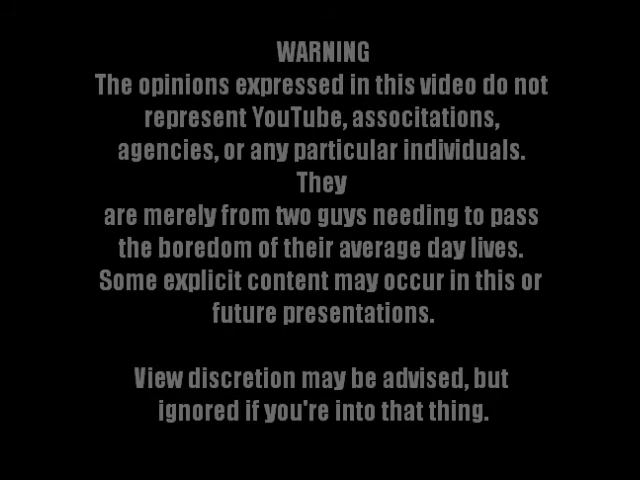 WARNING
The opinions expressed in this video do not
represent YouTube, associtations,
agencies, or any particular individuals.
They
are merely from two guys needing to pass
the boredom of their average day lives.
Some explicit content may occur in this or
future presentations.
View discretion may be advised, but
ignored if you're into that thing.